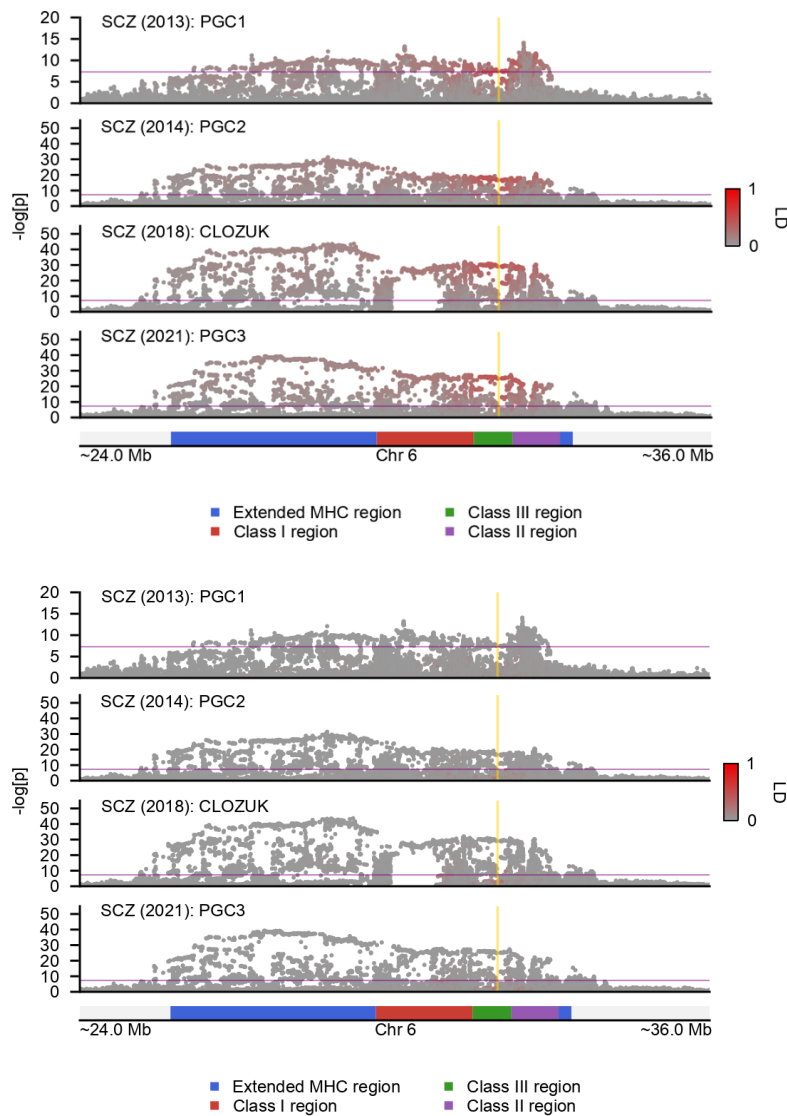 SCZ (2013): PGC1
20
15
10
5
0
SCZ (2014): PGC2
50
40
30
20
10
0
-log[p]
1
0
LD
SCZ (2018): CLOZUK
50
40
30
20
10
0
SCZ (2021): PGC3
50
40
30
20
10
0
~24.0 Mb Chr 6 ~36.0 Mb
Extended MHC region Class III region
Class I region Class II region
SCZ (2013): PGC1
20
15
10
5
0
SCZ (2014): PGC2
50
40
30
20
10
0
-log[p]
1
0
LD
SCZ (2018): CLOZUK
50
40
30
20
10
0
SCZ (2021): PGC3
50
40
30
20
10
0
~24.0 Mb Chr 6 ~36.0 Mb
Extended MHC region Class III region
Class I region Class II region